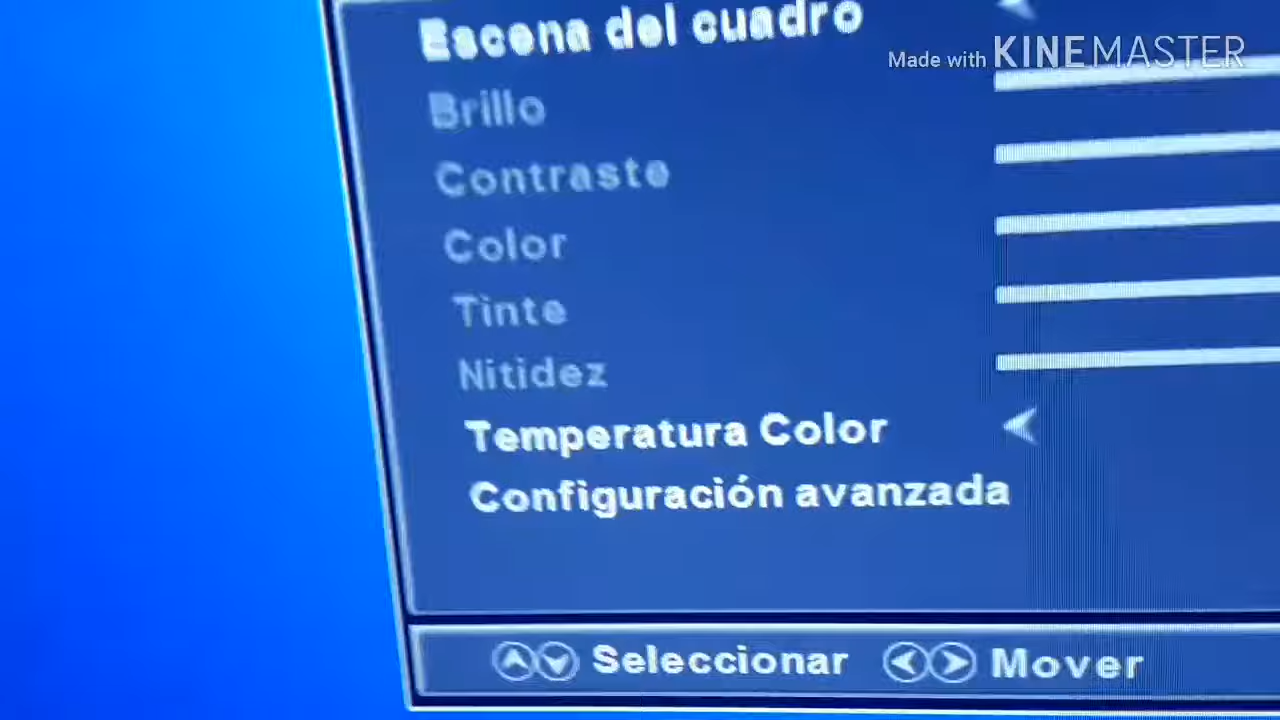 Escena del cuadro
Made with KINEMASTER
Brillo
Contraste
Color
Tinte
Nitidez
Temperatura Color
Configuración avanzada
Seleccionar Mover